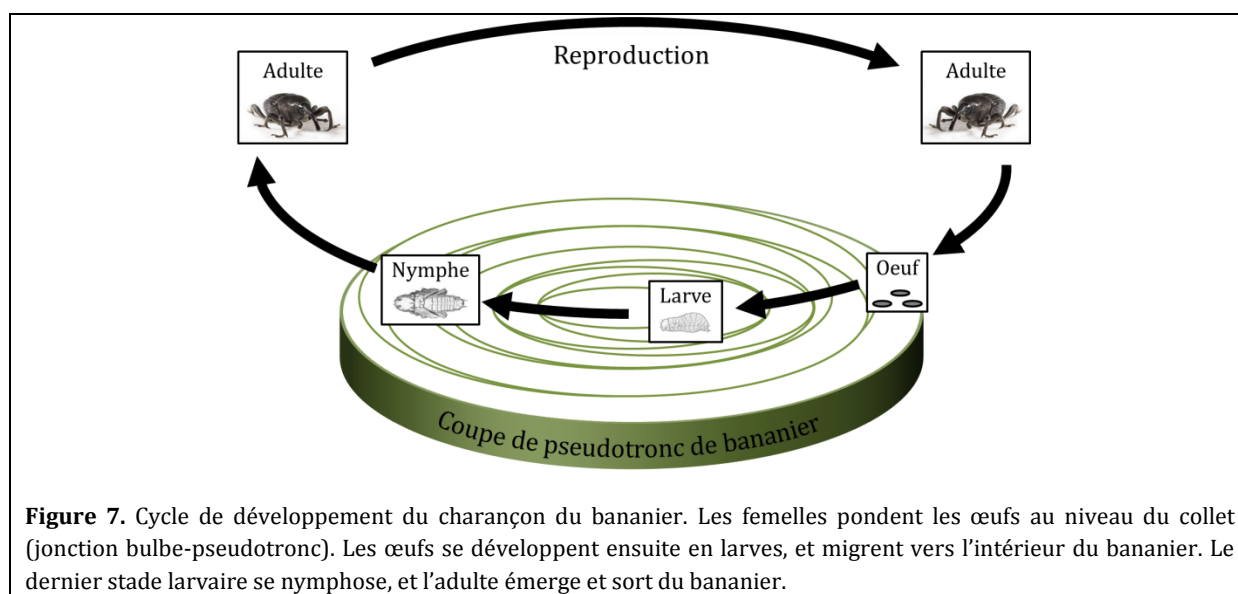 Reproduction
Adulte
Adulte
Nymphe
Larve
Oeuf
Coupe de pseudotronc de bananier
Figure 7. Cycle de développement du charançon du bananier. Les femelles pondent les œufs au niveau du collet
(jonction bulbe-pseudotronc). Les œufs se développent ensuite en larves, et migrent vers l’intérieur du bananier. Le
dernier stade larvaire se nymphose, et l’adulte émerge et sort du bananier.